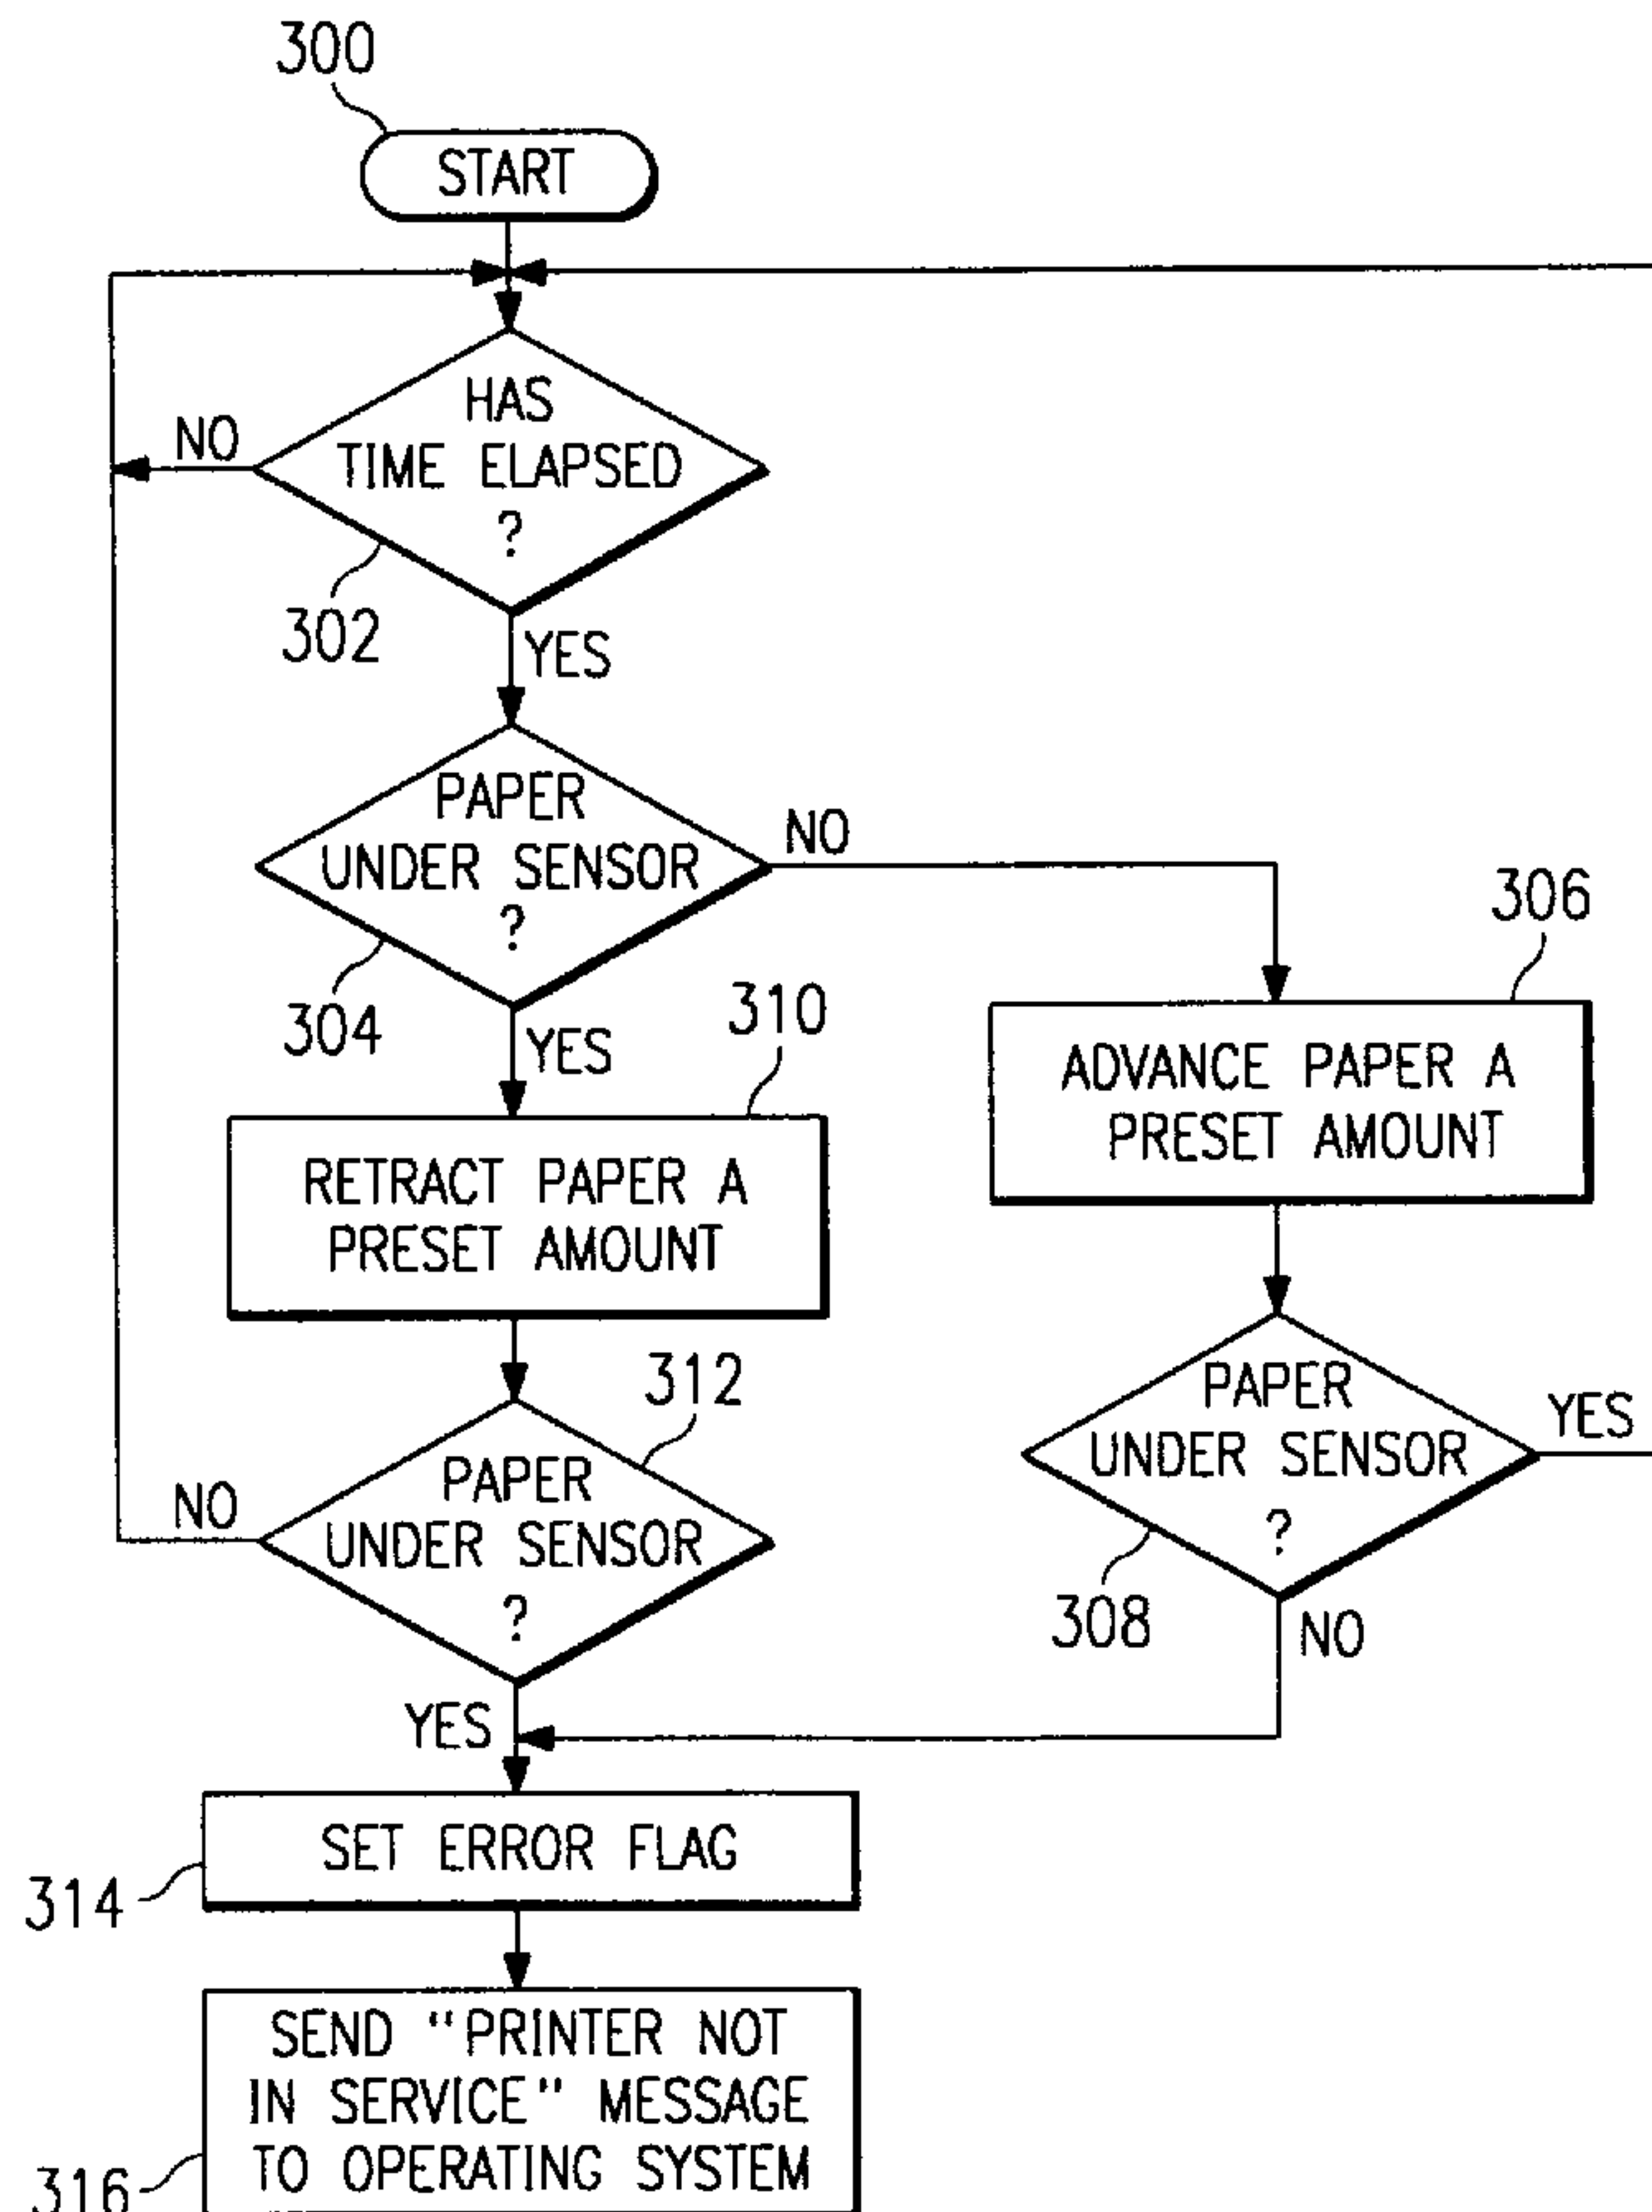 300
START
HAS
TIME ELAPSED
?
NO
302
YES
PAPER
UNDER SENSOR
?
NO
304
YES
306
ADVANCE PAPER A
PRESET AMOUNT
310
RETRACT PAPER A
PRESET AMOUNT
312
PAPER
UNDER SENSOR
?
YES
308
NO
PAPER
UNDER SENSOR
?
NO
YES
SET ERROR FLAG
314
SEND "PRINTER NOT
IN SERVICE" MESSAGE
TO OPERATING SYSTEM
316